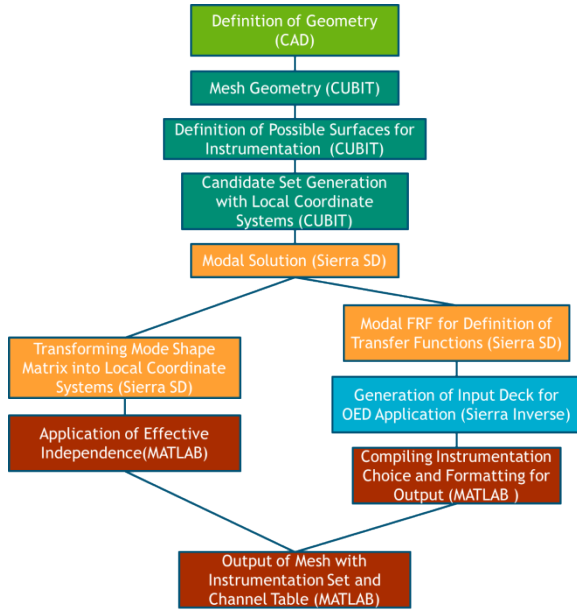 Definition of Geometry
(CAD)
Mesh Geometry (CUBIT)
Definition of Possible Surfaces for
Instrumentation (CUBIT)
Candidate Set Generation
with Local Coordinate
Systems (CUBIT)
Modal Solution (Sierra SD)
Transforming Mode Shape
Matrix into Local Coordinate
Systems (Sierra SD)
Application of Effective
Independence(MATLAB)
Modal FRF for Definition of
Transfer Functions (Sierra SD)
Generation of Input Deck for
OED Application (Sierra Inverse)
Compiling Instrumentation
Choice and Formatting for
Output (MATLAB )
Output of Mesh with
Instrumentation Set and
Channel Table (MATLAB)